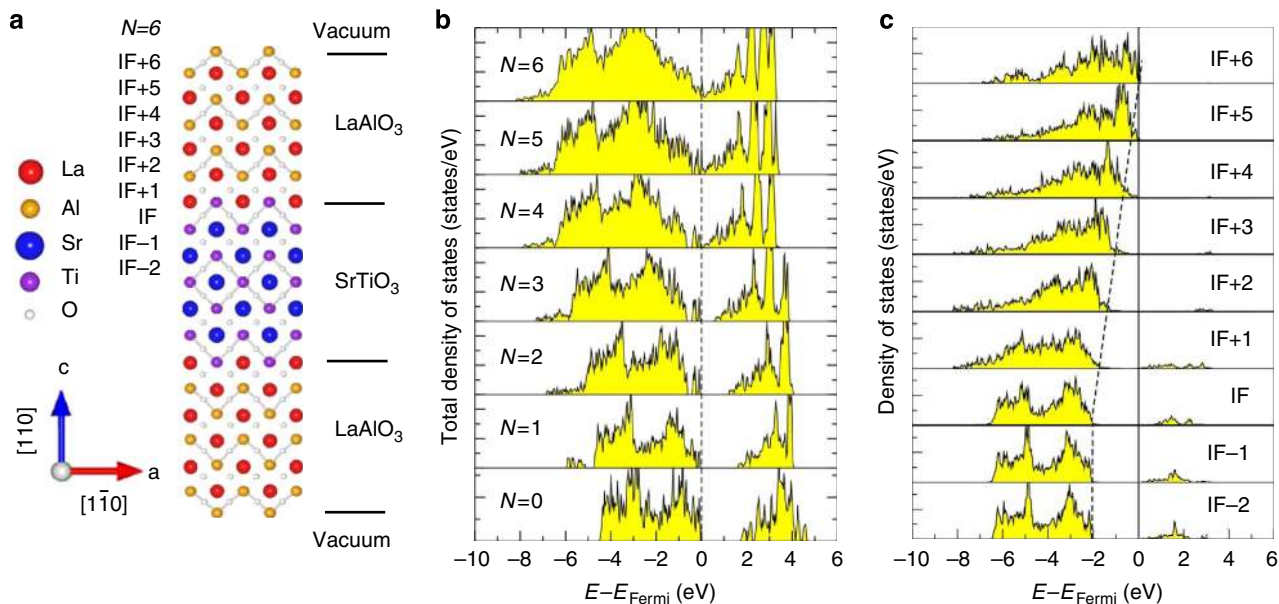 a
N=6
IF+6
IF+5
IF+4
IF+3
IF+2
IF+1
IF
IF–1
IF–2
La
Al
Sr
Ti
O
Vacuum
LaAlO₃
SrTiO₃
LaAlO₃
Vacuum
c
[110]
a
[11̄0]
b
Total density of states (states/eV)
N=6
N=5
N=4
N=3
N=2
N=1
N=0
–8 –6 –4 –2 0 2 4 6
E–E_Fermi (eV)
c
Density of states (states/eV)
IF+6
IF+5
IF+4
IF+3
IF+2
IF+1
IF
IF–1
IF–2
–10 –8 –6 –4 –2 0 2 4 6
E–E_Fermi (eV)